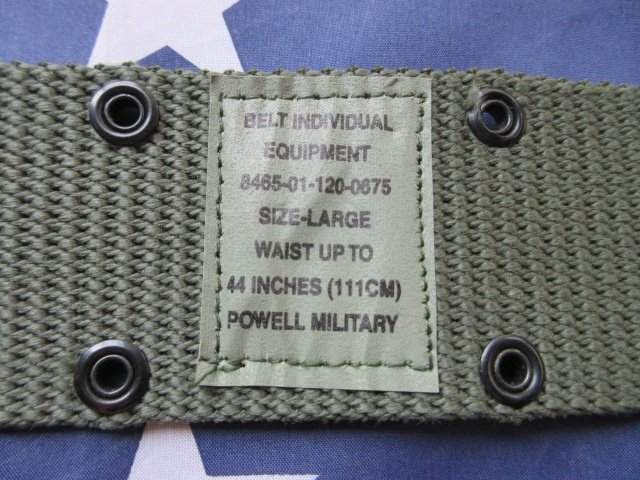 BELT INDIVIDUAL
EQUIPMENT
8465-01-120-0675
SIZE-LARGE
WAIST UP TO
44 INCHES (111CM)
POWELL MILITARY